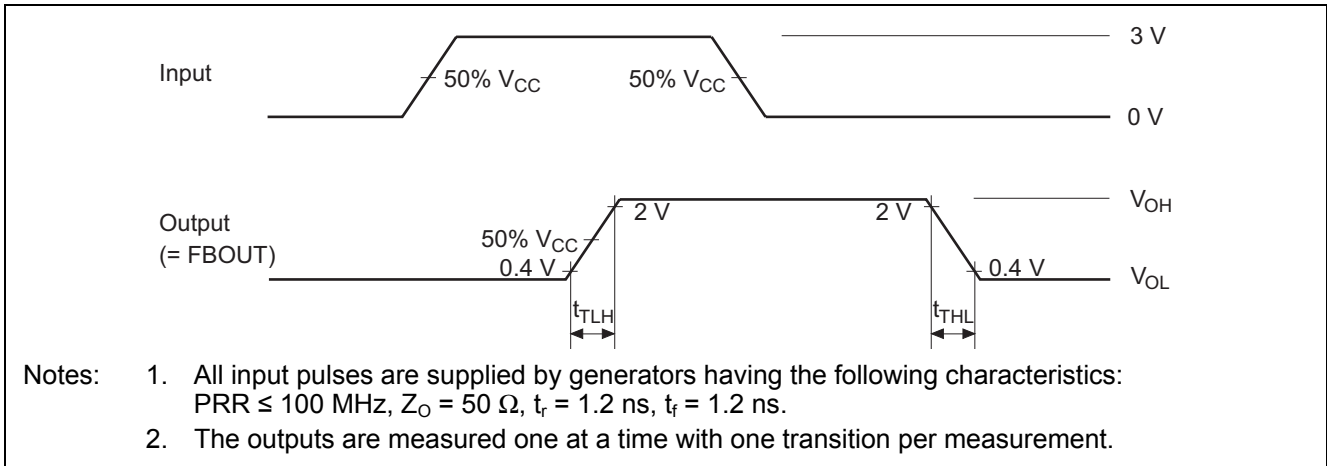 3 V
Input
50% VCC 50% VCC
0 V
Output
(= FBOUT)
2 V 2 V
VOH
50% VCC
0.4 V 0.4 V
VOL
tTLH tTHL
Notes: 1. All input pulses are supplied by generators having the following characteristics:
PRR ≤ 100 MHz, ZO = 50 Ω, tr = 1.2 ns, tf = 1.2 ns.
2. The outputs are measured one at a time with one transition per measurement.